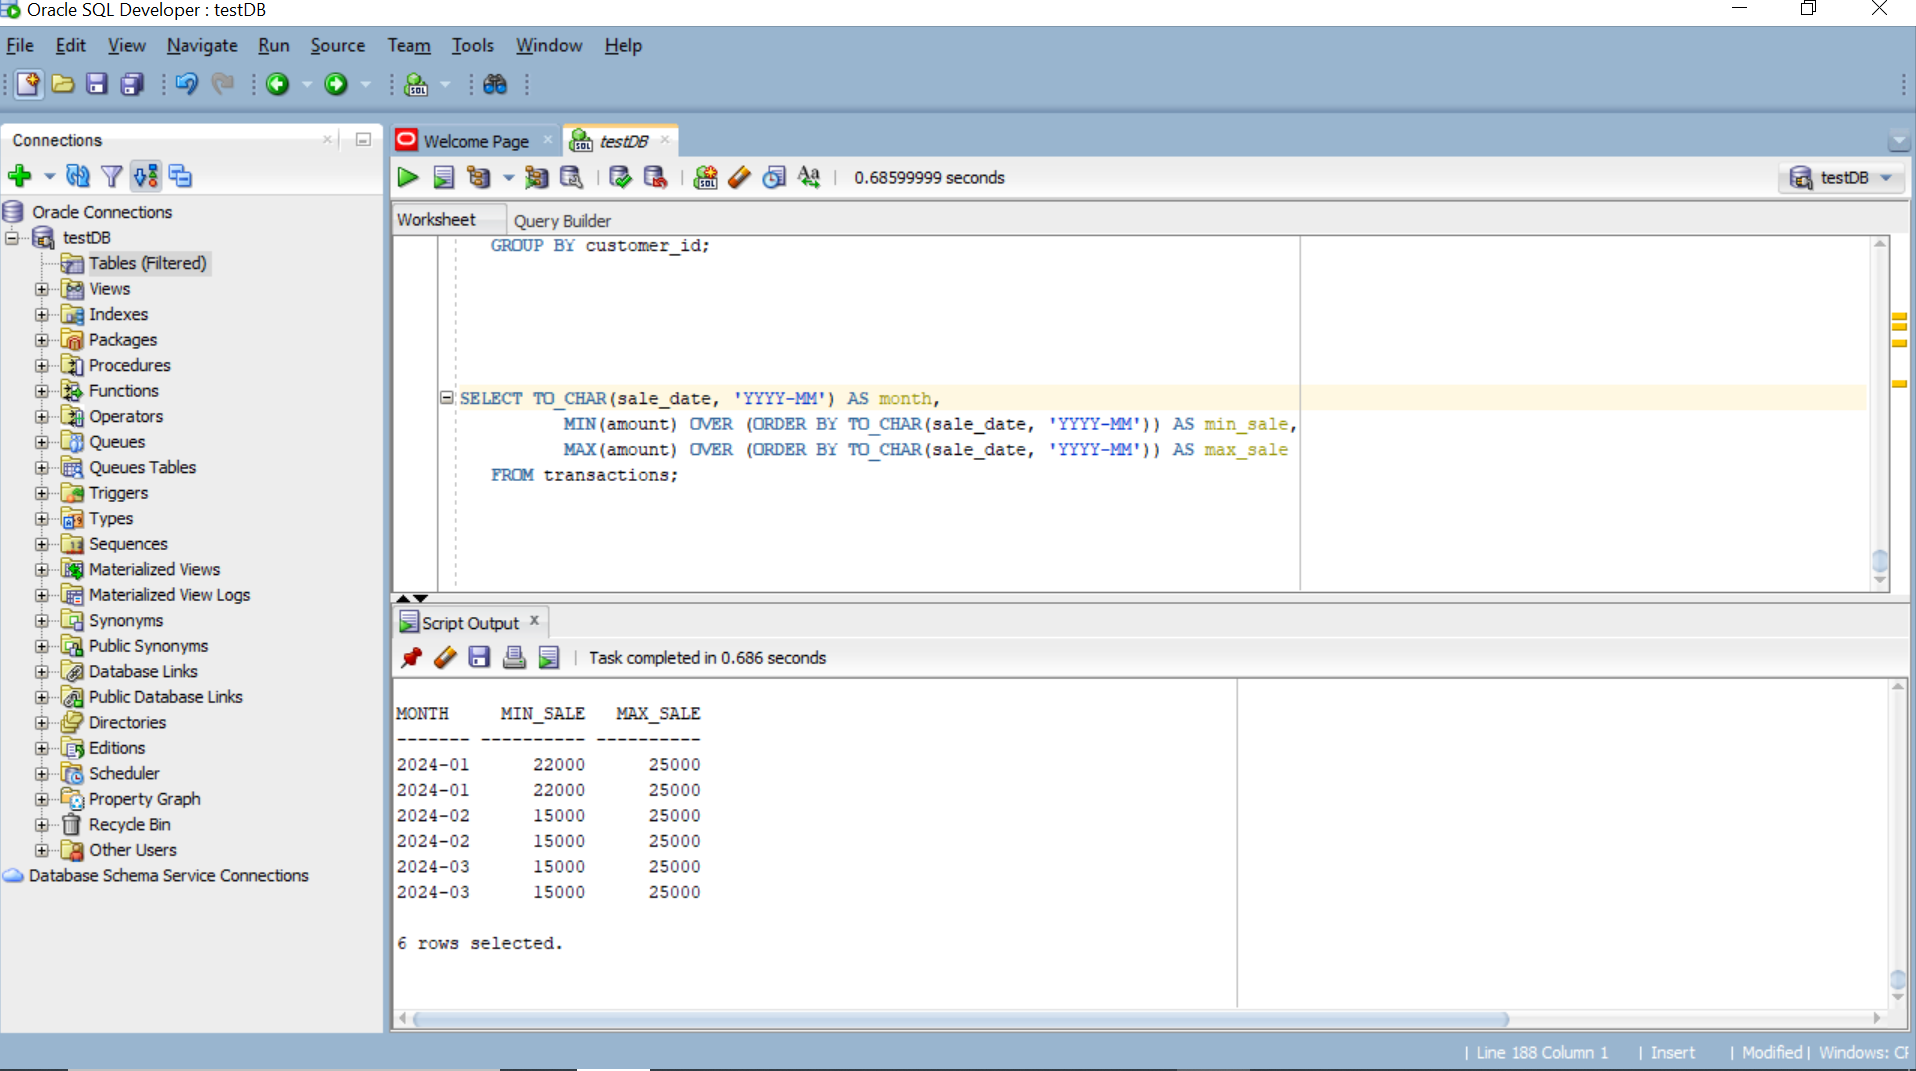 Oracle SQL Developer : testDB
File Edit View Navigate Run Source Team Tools Window Help
Connections
Oracle Connections
testDB
Tables (Filtered)
Views
Indexes
Packages
Procedures
Functions
Operators
Queues
Queues Tables
Triggers
Types
Sequences
Materialized Views
Materialized View Logs
Synonyms
Public Synonyms
Database Links
Public Database Links
Directories
Editions
Scheduler
Property Graph
Recycle Bin
Other Users
Database Schema Service Connections
Welcome Page testDB
0.68599999 seconds testDB
Worksheet Query Builder
GROUP BY customer_id;
SELECT TO_CHAR(sale_date, 'YYYY-MM') AS month,
MIN(amount) OVER (ORDER BY TO_CHAR(sale_date, 'YYYY-MM')) AS min_sale,
MAX(amount) OVER (ORDER BY TO_CHAR(sale_date, 'YYYY-MM')) AS max_sale
FROM transactions;
Script Output
Task completed in 0.686 seconds
MONTH MIN_SALE MAX_SALE
------- ---------- ----------
2024-01 22000 25000
2024-01 22000 25000
2024-02 15000 25000
2024-02 15000 25000
2024-03 15000 25000
2024-03 15000 25000
6 rows selected.
| Line 188 Column 1 | Insert | Modified | Windows: CF